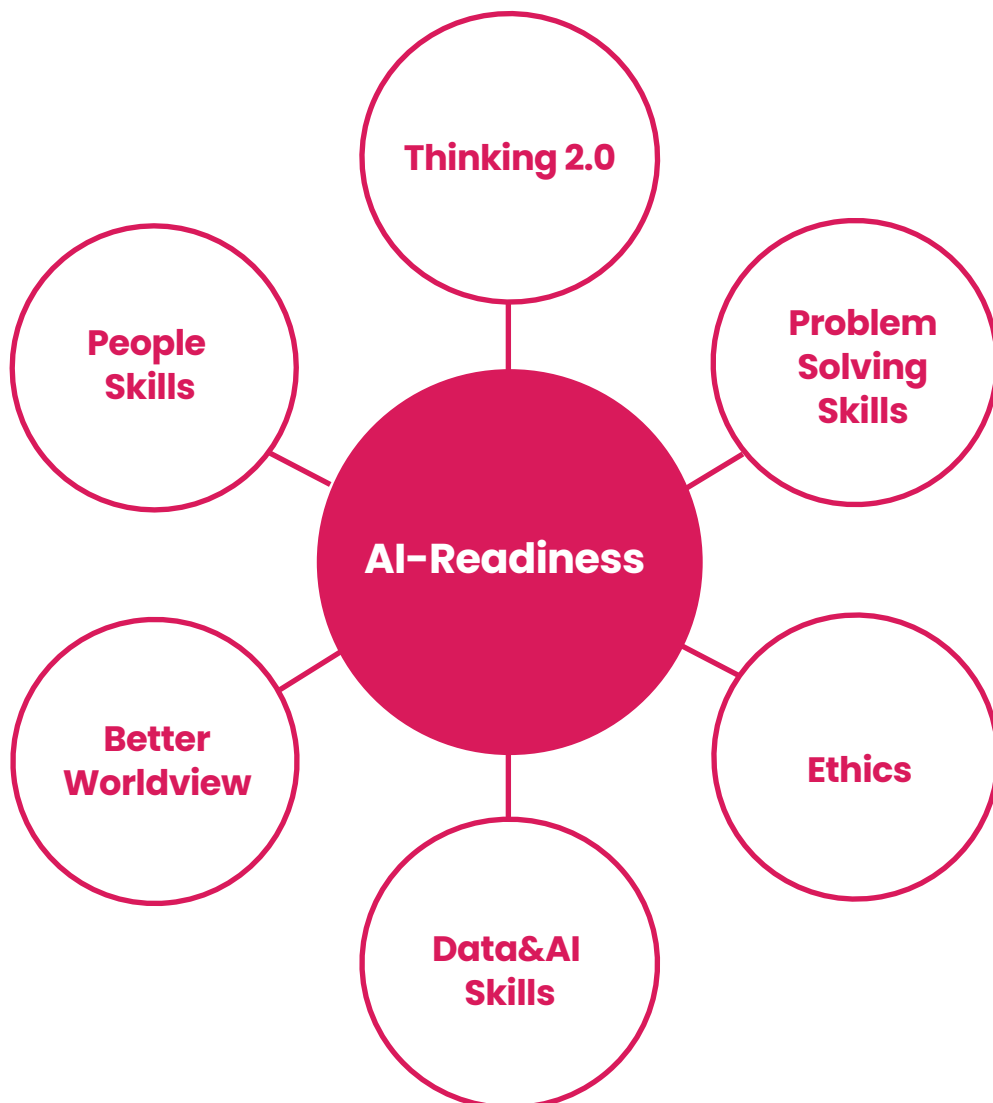 Thinking 2.0
People
Skills
Problem
Solving
Skills
AI-Readiness
Better
Worldview
Ethics
Data&AI
Skills